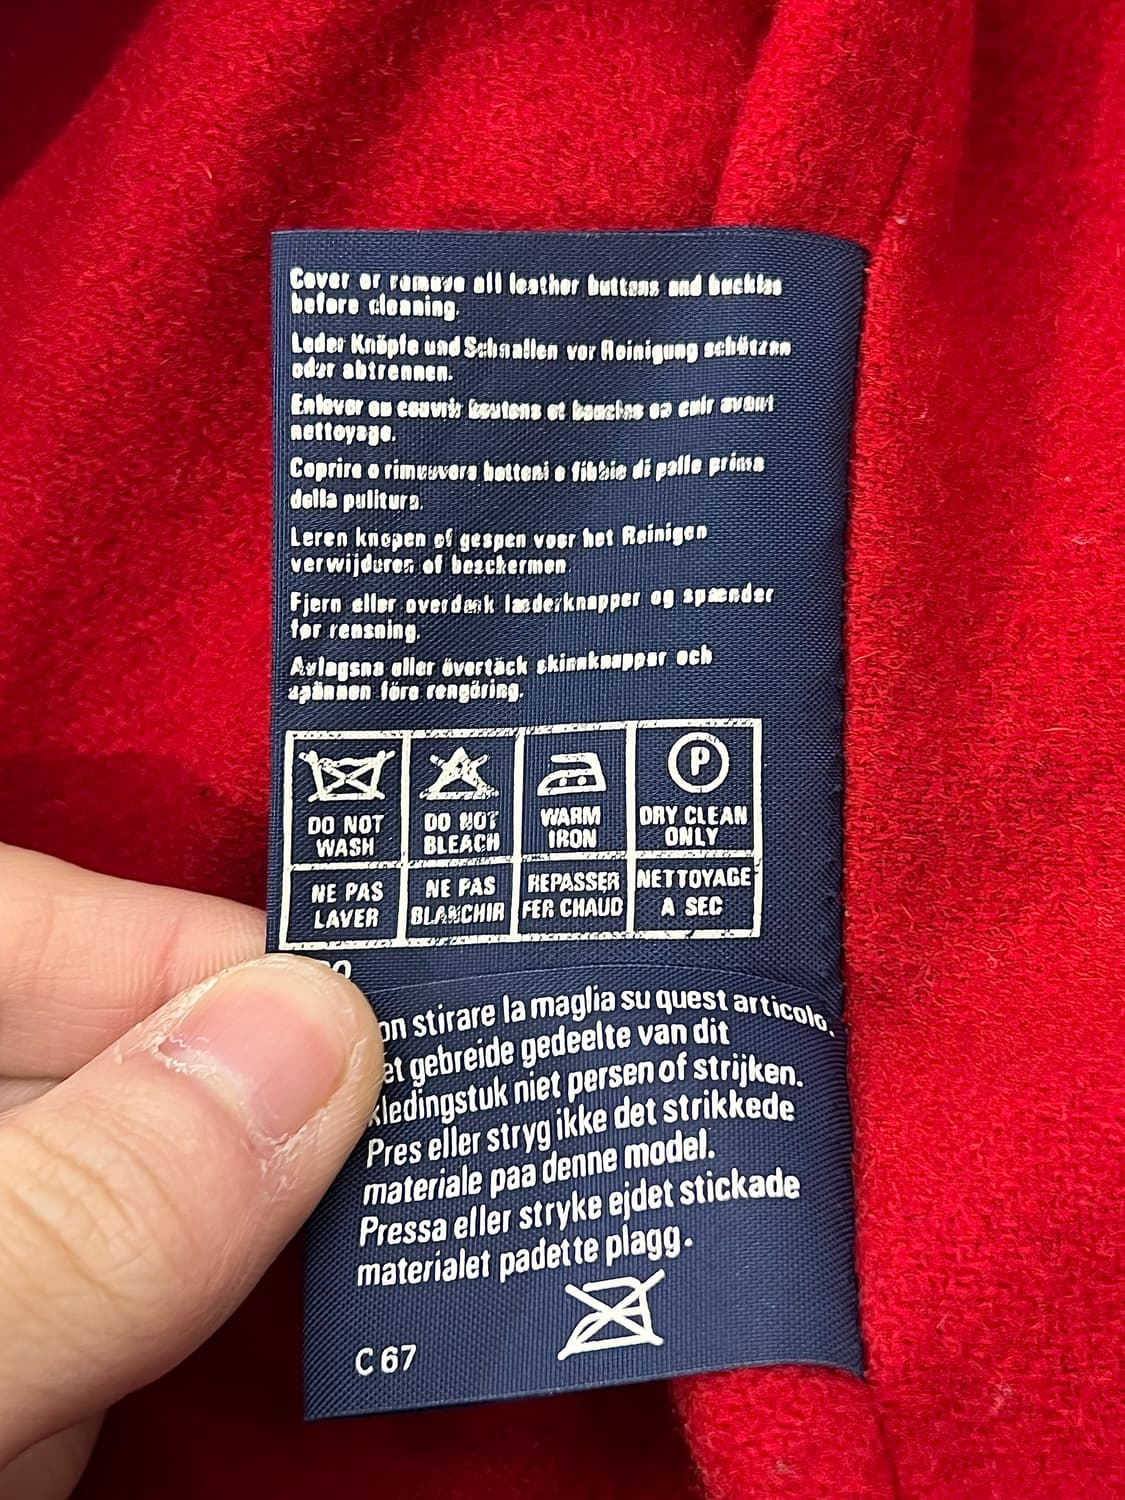 Cover or remove all leather buttons and buckles
before cleaning.
Leder Knöpfe und Schnallen vor Reinigung schützen
oder abtrennen.
Enlever ou couvrir boutons et boucles en cuir avant
nettoyage.
Coprire o rimuovere bottoni e fibbie di pelle prima
della pulitura.
Leren knopen of gespen voor het Reinigen
verwijderen of beschermen
Fjern eller overdæk læderknapper og spænder
før rensning.
Avlagsna eller övertäck skinnknappar och
spännen före rengöring.
DO NOT WASH
DO NOT BLEACH
WARM IRON
P
DRY CLEAN ONLY
NE PAS LAVER
NE PAS BLANCHIR
REPASSER FER CHAUD
NETTOYAGE A SEC
stirare la maglia su quest articolo.
gebreide gedeelte van dit
kledingstuk niet persen of strijken.
Pres eller stryg ikke det strikkede
materiale paa denne model.
Pressa eller stryke ejdet stickade
materialet padette plagg.
C 67